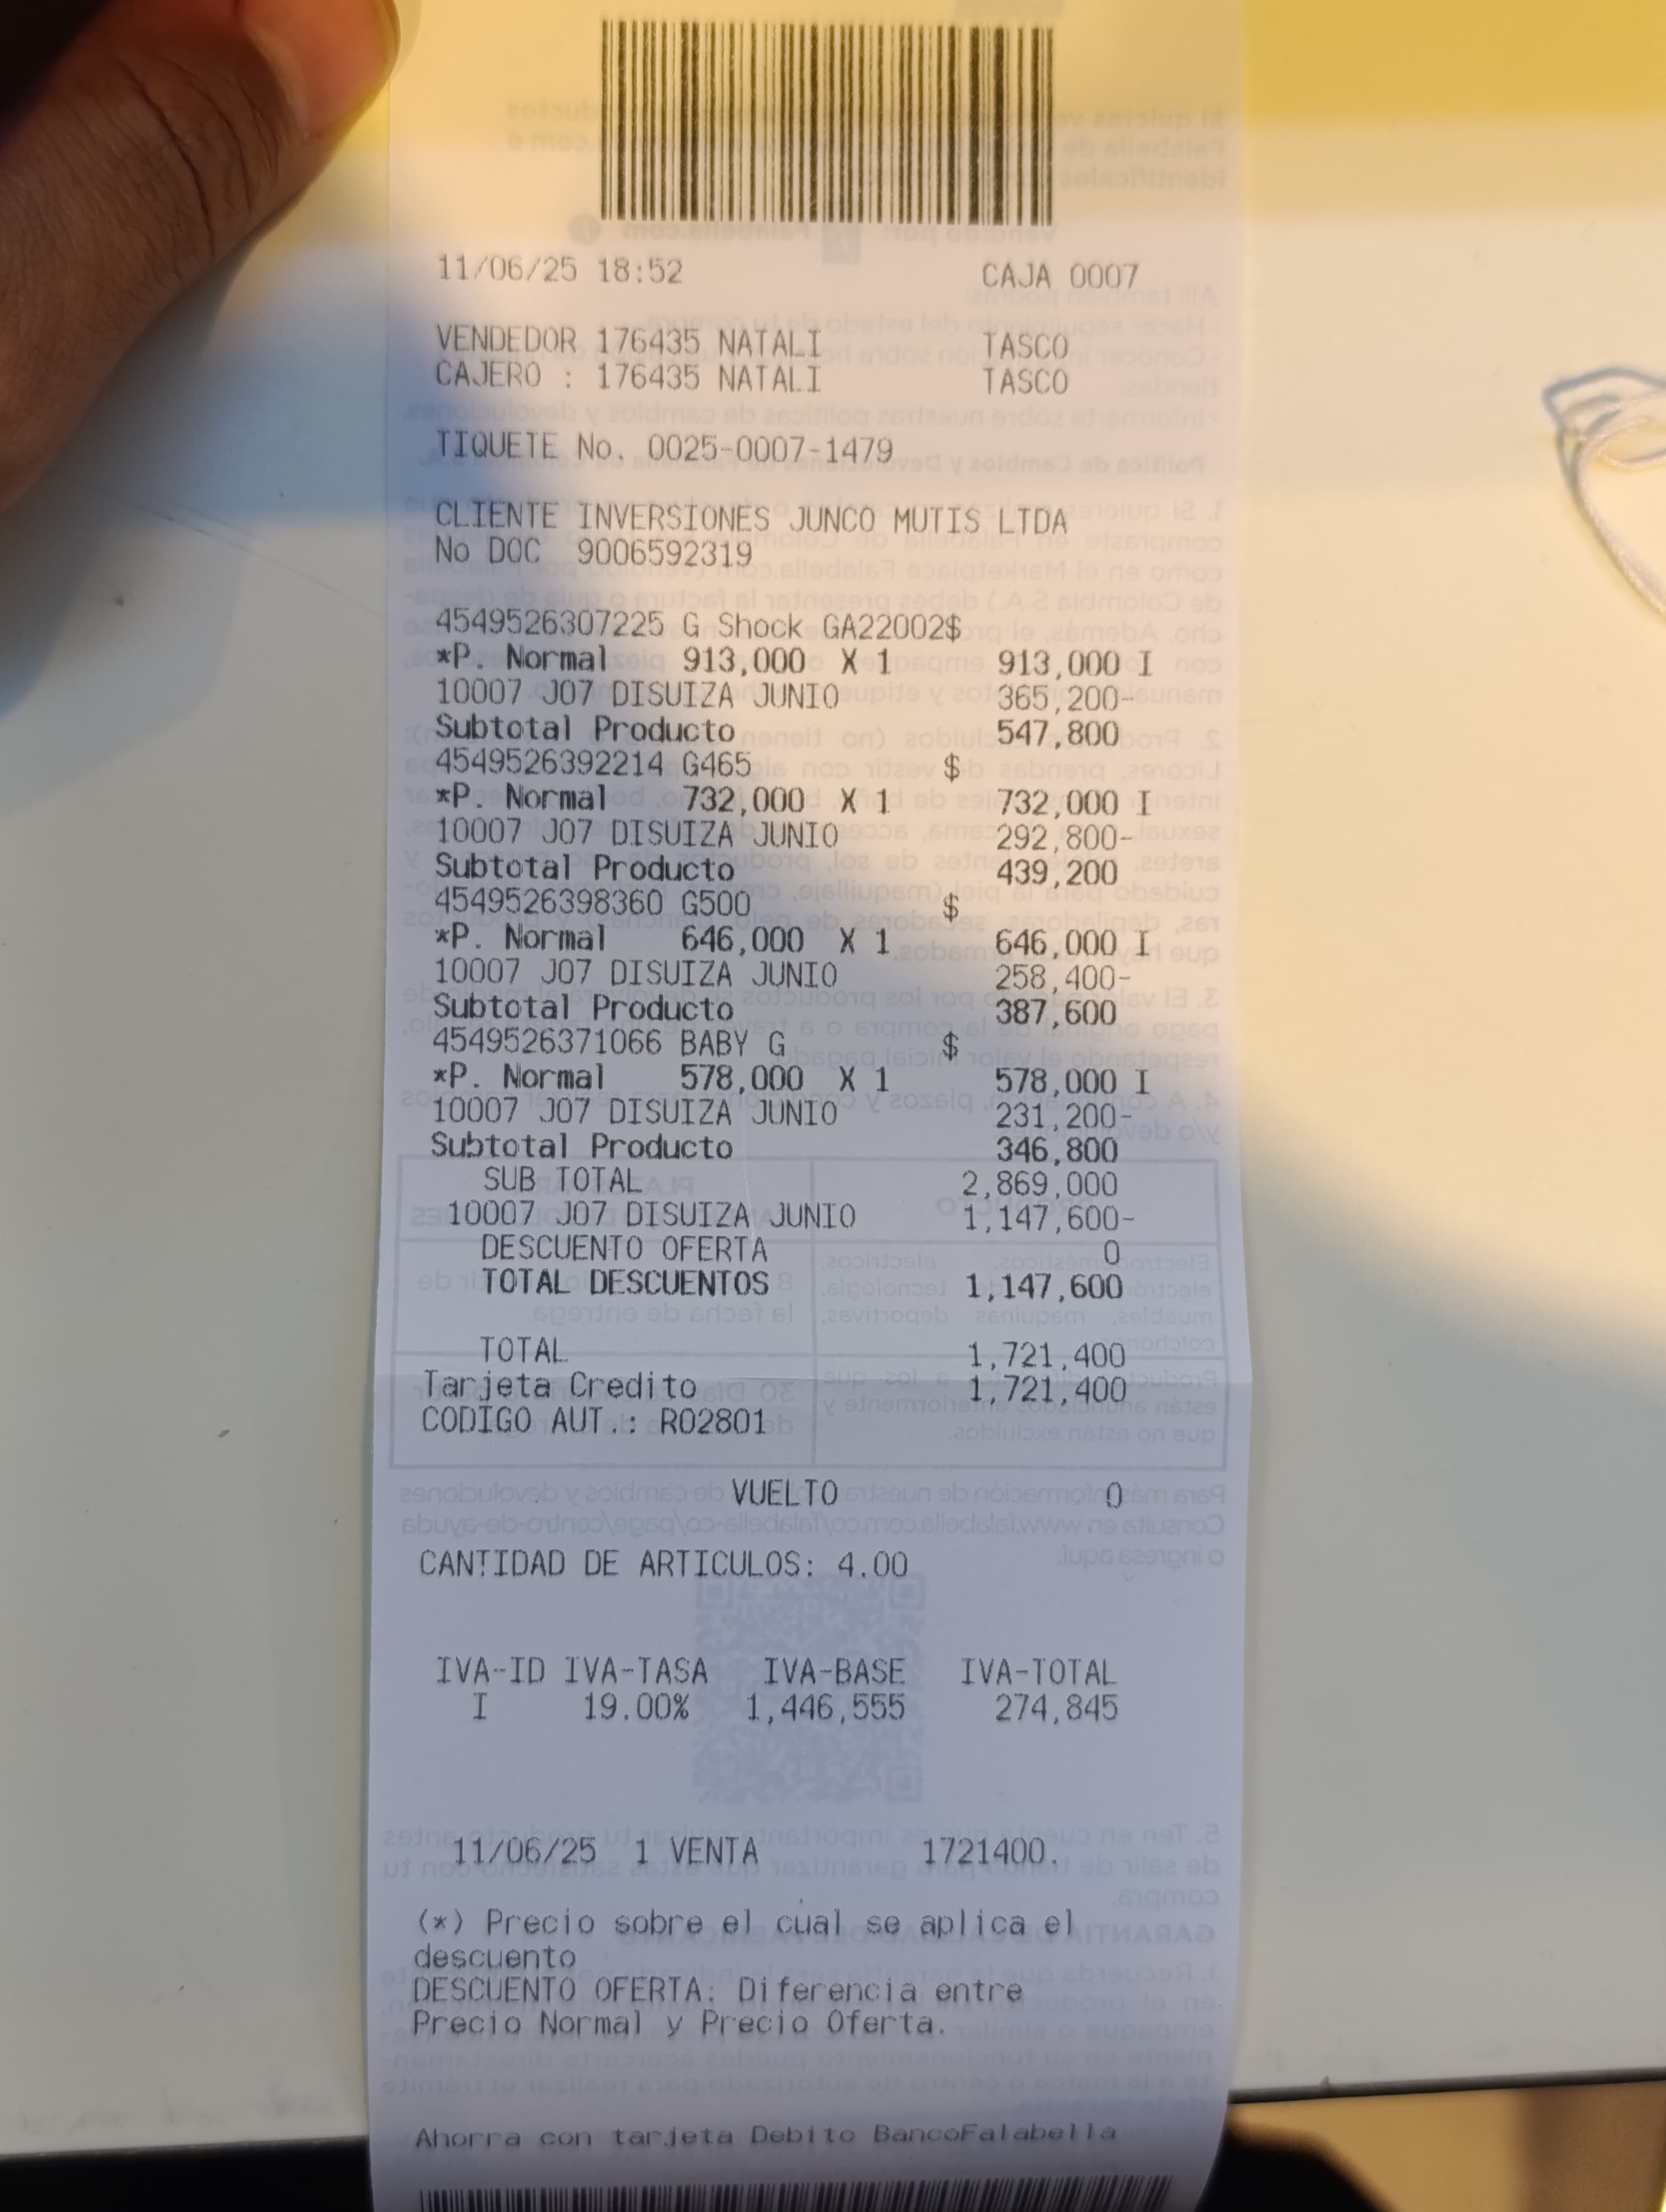 11/06/25 18:52 CAJA 0007
VENDEDOR 176435 NATALI TASCO
CAJERO : 176435 NATALI TASCO
TIQUETE No. 0025-0007-1479
CLIENTE INVERSIONES JUNCO MUTIS LTDA
No DOC 9006592319
4549526307225 G Shock GA22002$
*P. Normal 913,000 X 1 913,000 I
10007 J07 DISUIZA JUNIO 365,200-
Subtotal Producto 547,800
4549526392214 G465 $
*P. Normal 732,000 X 1 732,000 I
10007 J07 DISUIZA JUNIO 292,800-
Subtotal Producto 439,200
4549526398360 G500 $
*P. Normal 646,000 X 1 646,000 I
10007 J07 DISUIZA JUNIO 258,400-
Subtotal Producto 387,600
4549526371066 BABY G $
*P. Normal 578,000 X 1 578,000 I
10007 J07 DISUIZA JUNIO 231,200-
Subtotal Producto 346,800
SUB TOTAL 2,869,000
10007 J07 DISUIZA JUNIO 1,147,600-
DESCUENTO OFERTA 0
TOTAL DESCUENTOS 1,147,600
TOTAL 1,721,400
Tarjeta Credito 1,721,400
CODIGO AUT.: R02801
VUELTO 0
CANTIDAD DE ARTICULOS: 4.00
IVA-ID IVA-TASA IVA-BASE IVA-TOTAL
I 19.00% 1,446,555 274,845
11/06/25 1 VENTA 1721400.
(*) Precio sobre el cual se aplica el
descuento
DESCUENTO OFERTA: Diferencia entre
Precio Normal y Precio Oferta.
Ahorra con tarjeta Debito BancoFalabella